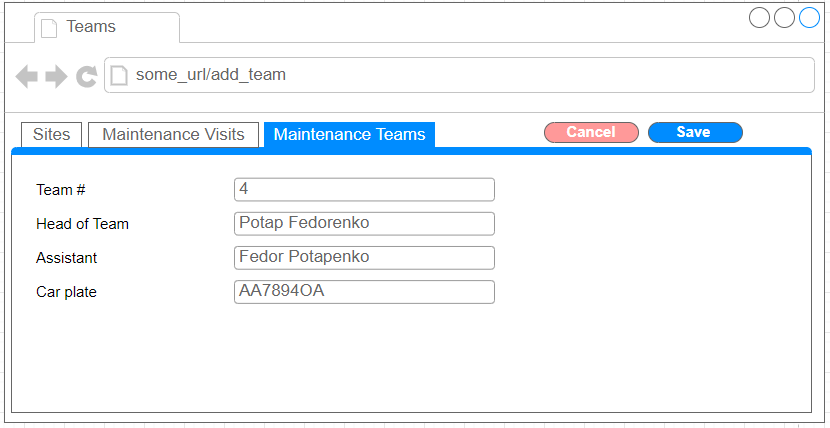 Teams
some_url/add_team
Sites Maintenance Visits Maintenance Teams Cancel Save
Team # 4
Head of Team Potap Fedorenko
Assistant Fedor Potapenko
Car plate AA7894OA